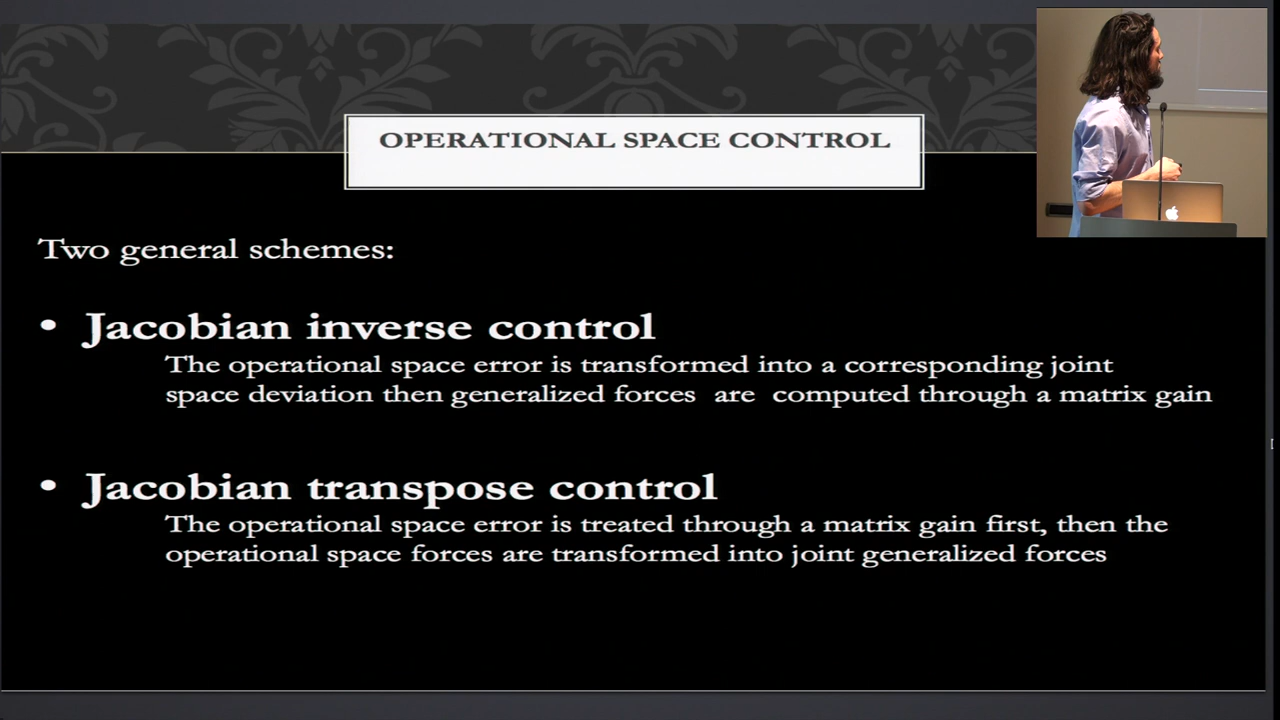 OPERATIONAL SPACE CONTROL
Two general schemes:
• Jacobian inverse control
The operational space error is transformed into a corresponding joint
space deviation then generalized forces are computed through a matrix gain
• Jacobian transpose control
The operational space error is treated through a matrix gain first, then the
operational space forces are transformed into joint generalized forces